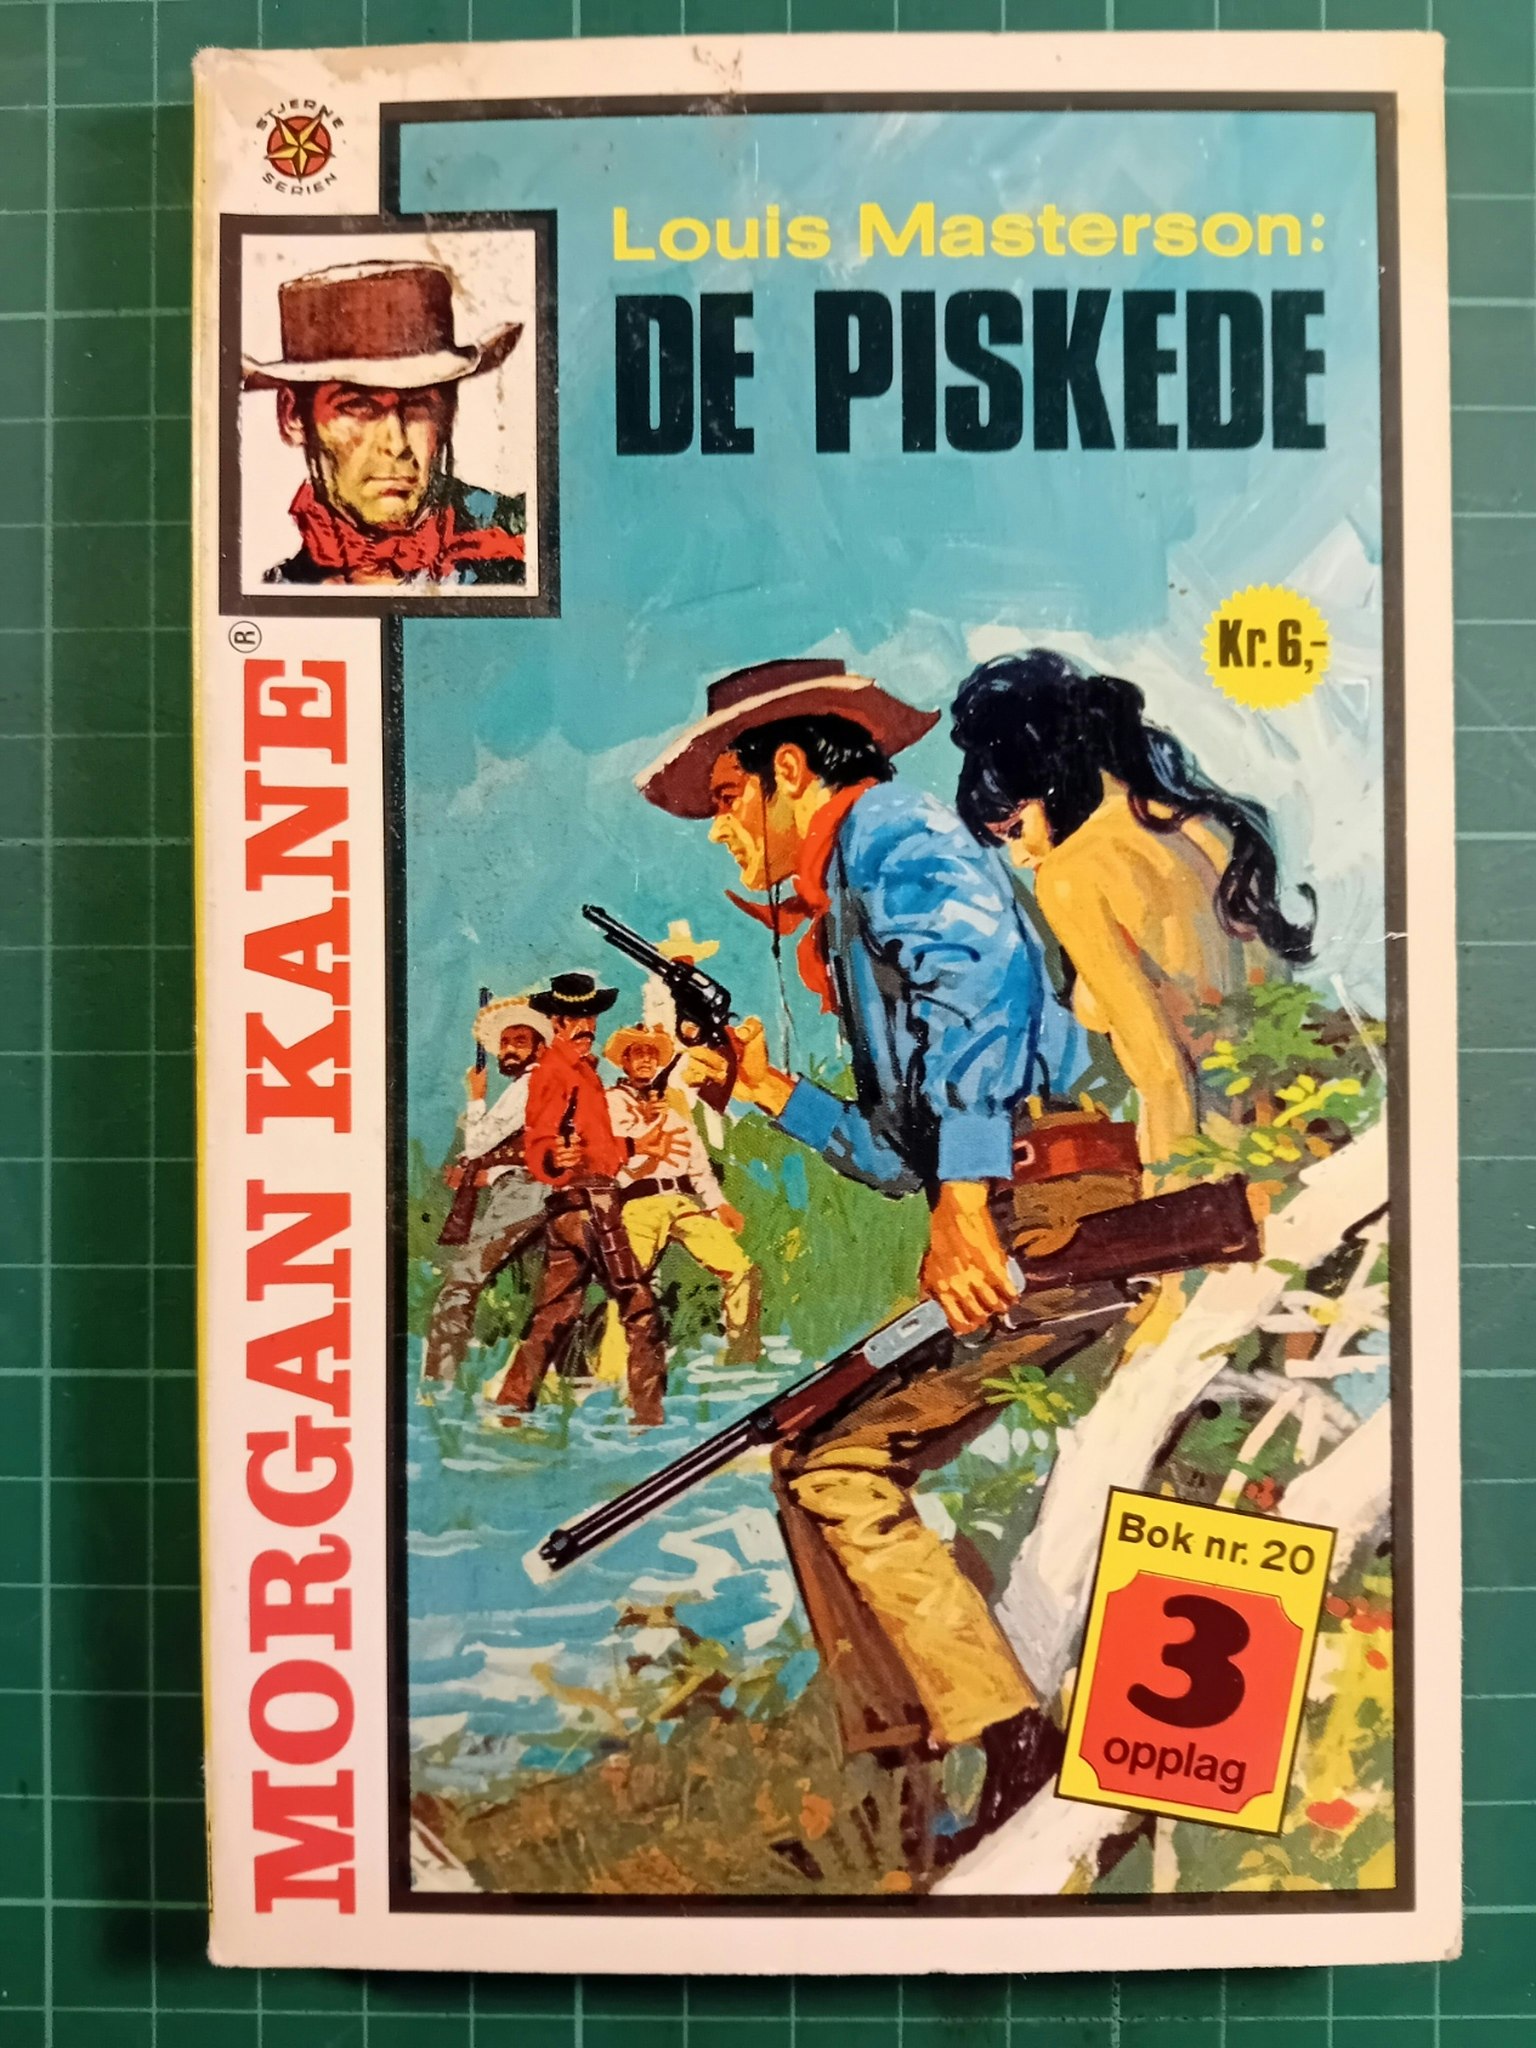 STJERNE
SERIEN
Louis Masterson:
DE PISKEDE
MORGAN KANE®
Kr.6,-
Bok nr. 20
3
opplag